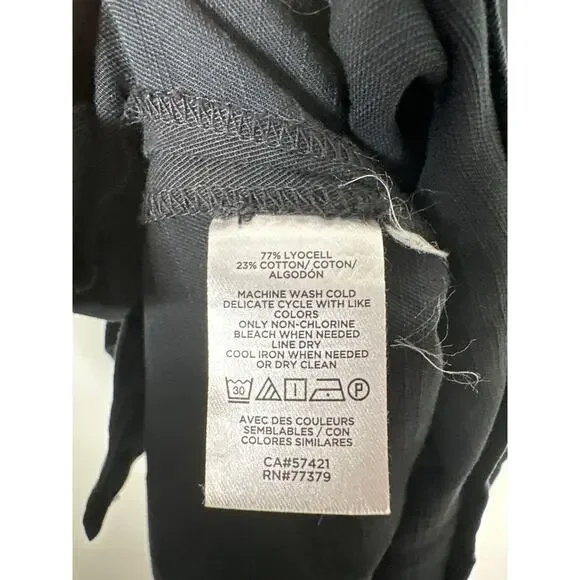 77% LYOCELL
23% COTTON/ COTON/
ALGODÓN
MACHINE WASH COLD
DELICATE CYCLE WITH LIKE
COLORS
ONLY NON-CHLORINE
BLEACH WHEN NEEDED
LINE DRY
COOL IRON WHEN NEEDED
OR DRY CLEAN
30 P
AVEC DES COULEURS
SEMBLABLES / CON
COLORES SIMILARES
CA#57421
RN#77379